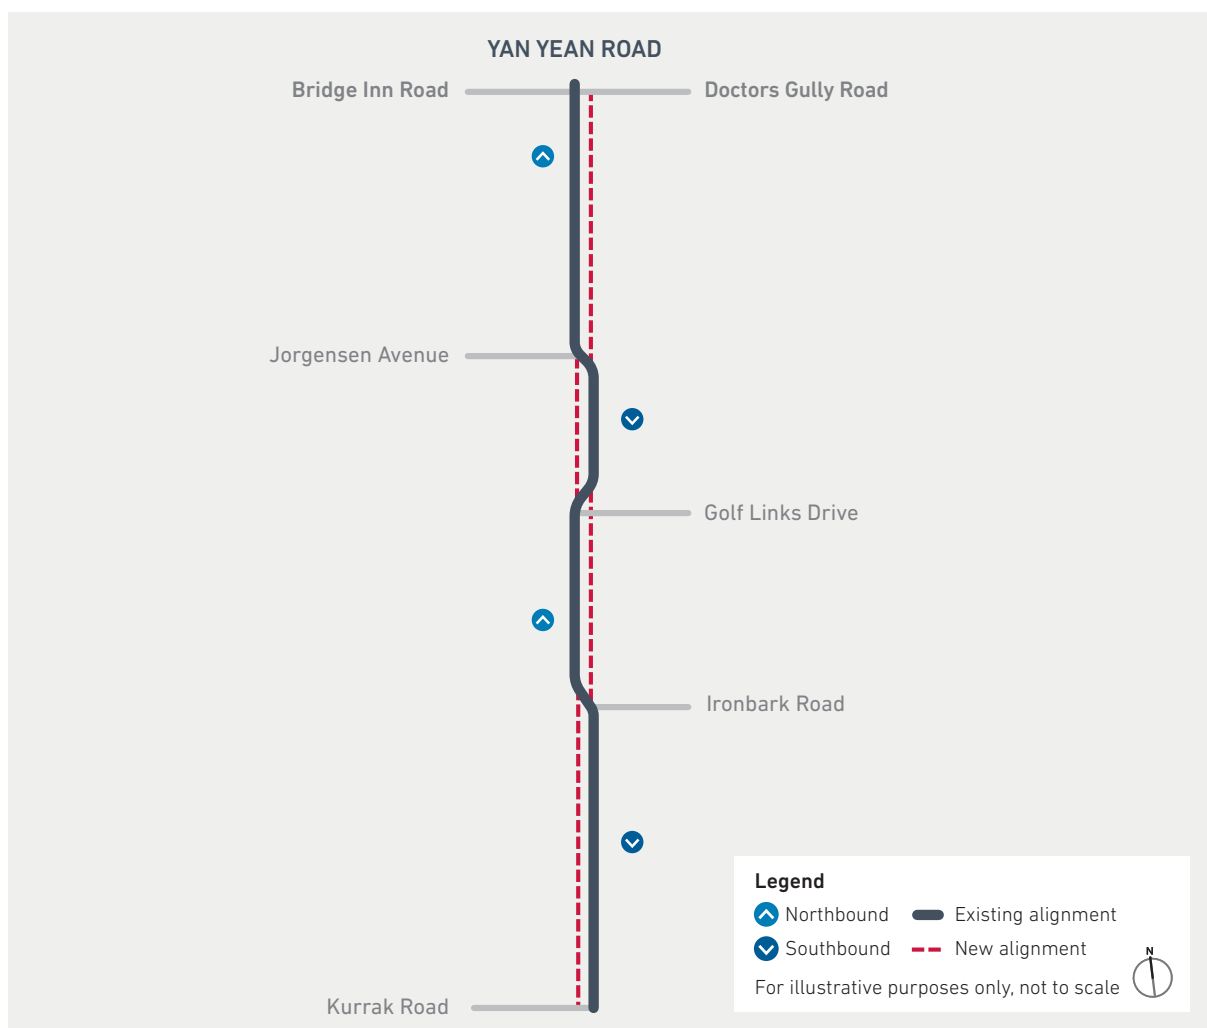 YAN YEAN ROAD
Bridge Inn Road
Doctors Gully Road
Jorgensen Avenue
Golf Links Drive
Ironbark Road
Kurrak Road
Legend
Northbound
Existing alignment
Southbound
New alignment
N
For illustrative purposes only, not to scale